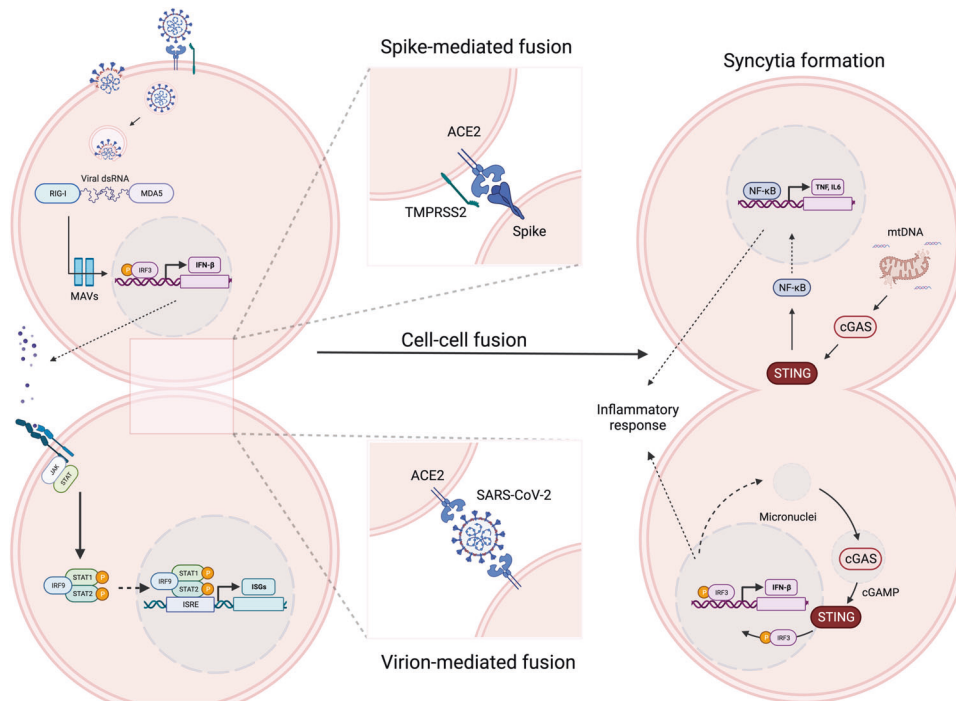 Spike-mediated fusion
Syncytia formation
Viral dsRNA
RIG-I
MDA5
MAVs
P
IRF3
IFN-β
ACE2
TMPRSS2
Spike
NF-κB
TNF, IL6
mtDNA
NF-κB
cGAS
STING
Cell-cell fusion
Inflammatory
response
JAK
STAT
IRF9
STAT1
P
STAT2
P
IRF9
STAT1
P
STAT2
P
ISRE
ISGs
ACE2
SARS-CoV-2
Virion-mediated fusion
Micronuclei
cGAS
cGAMP
STING
P
IRF3
IFN-β
P
IRF3